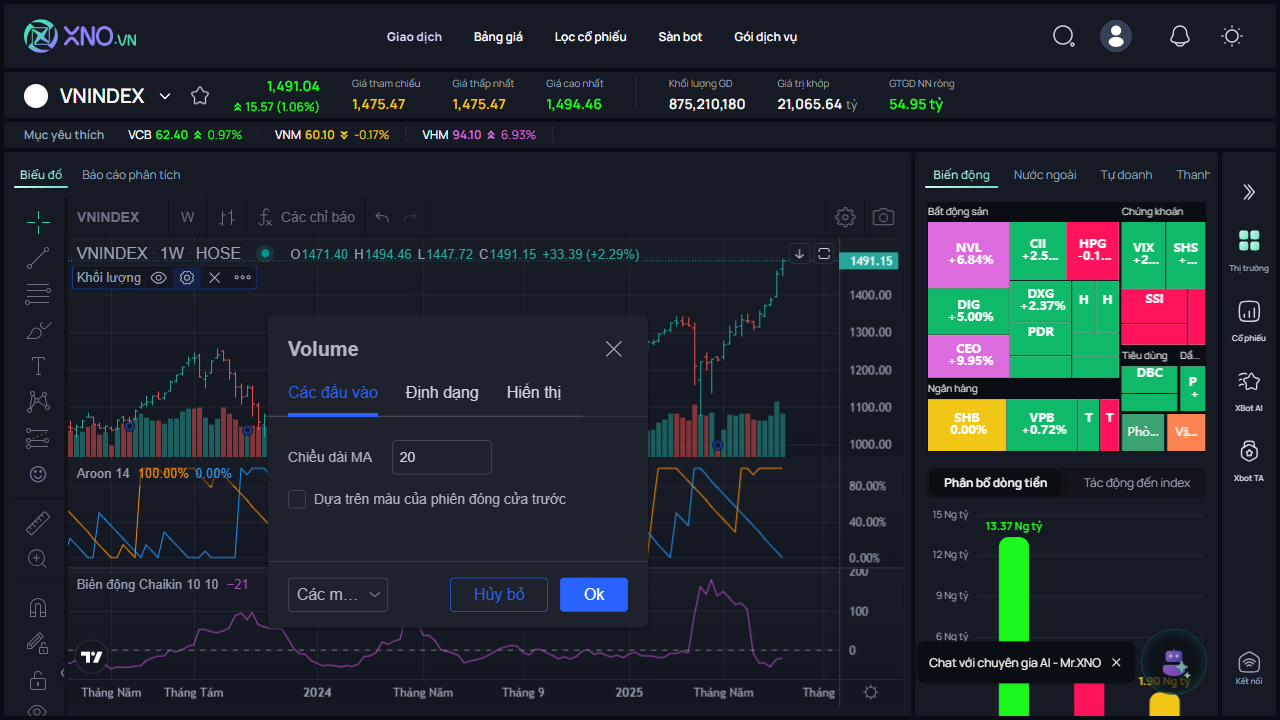 XNO.VN
Giao dịch
Bảng giá
Lọc cổ phiếu
Sàn bot
Gói dịch vụ
VNINDEX
1,491.04
15.57 (1.06%)
Giá tham chiếu
1,475.47
Giá thấp nhất
1,475.47
Giá cao nhất
1,494.46
Khối lượng GD
875,210,180
Giá trị khớp
21,065.64 tỷ
GTGD NN ròng
54.95 tỷ
Mục yêu thích
VCB 62.40 0.97%
VNM 60.10 -0.17%
VHM 94.10 6.93%
Biểu đồ
Báo cáo phân tích
VNINDEX
W
Các chỉ báo
VNINDEX · 1W · HOSE
O1471.40 H1494.46 L1447.72 C1491.15 +33.39 (+2.29%)
Khối lượng
1491.15
1400.00
1300.00
1200.00
1100.00
1000.00
Aroon 14 100.00% 0.00%
80.00%
40.00%
0.00%
Biên động Chaikin 10 10 −21
200
100
0
Tháng Năm
Tháng Tám
2024
Tháng Năm
Tháng 9
2025
Tháng Năm
Tháng
Volume
Các đầu vào
Định dạng
Hiển thị
Chiều dài MA
20
Dựa trên màu của phiên đóng cửa trước
Các m...
Hủy bỏ
Ok
Biến động
Nước ngoài
Tự doanh
Thanh
Bất động sản
NVL
+6.84%
DIG
+5.00%
CEO
+9.95%
CII
+2.5...
HPG
-0.1...
DXG
+2.37%
PDR
H
H
Chứng khoán
VIX
+2...
SHS
+...
SSI
Tiêu dùng
DBC
Dầ...
P
+
Ngân hàng
SHB
0.00%
VPB
+0.72%
T
T
Phò...
Vậ...
Phân bổ dòng tiền
Tác động đến index
15 Ng tỷ
12 Ng tỷ
9 Ng tỷ
6 Ng tỷ
13.37 Ng tỷ
1.90 Ng tỷ
Chat với chuyên gia AI - Mr.XNO
Thị trường
Cổ phiếu
XBot AI
Xbot TA
Kết nối